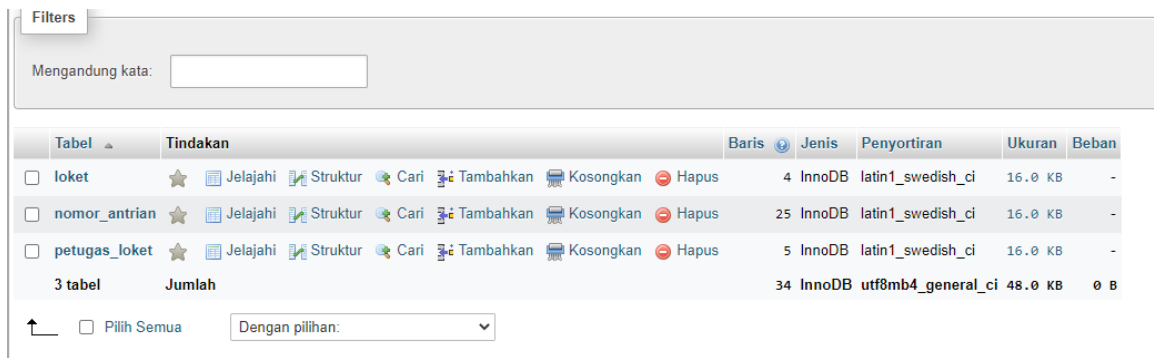 Filters
Mengandung kata:
Tabel Tindakan Baris Jenis Penyortiran Ukuran Beban
loket Jelajahi Struktur Cari Tambahkan Kosongkan Hapus 4 InnoDB latin1_swedish_ci 16.0 KB -
nomor_antrian Jelajahi Struktur Cari Tambahkan Kosongkan Hapus 25 InnoDB latin1_swedish_ci 16.0 KB -
petugas_loket Jelajahi Struktur Cari Tambahkan Kosongkan Hapus 5 InnoDB latin1_swedish_ci 16.0 KB -
3 tabel Jumlah 34 InnoDB utf8mb4_general_ci 48.0 KB 0 B
Pilih Semua Dengan pilihan: